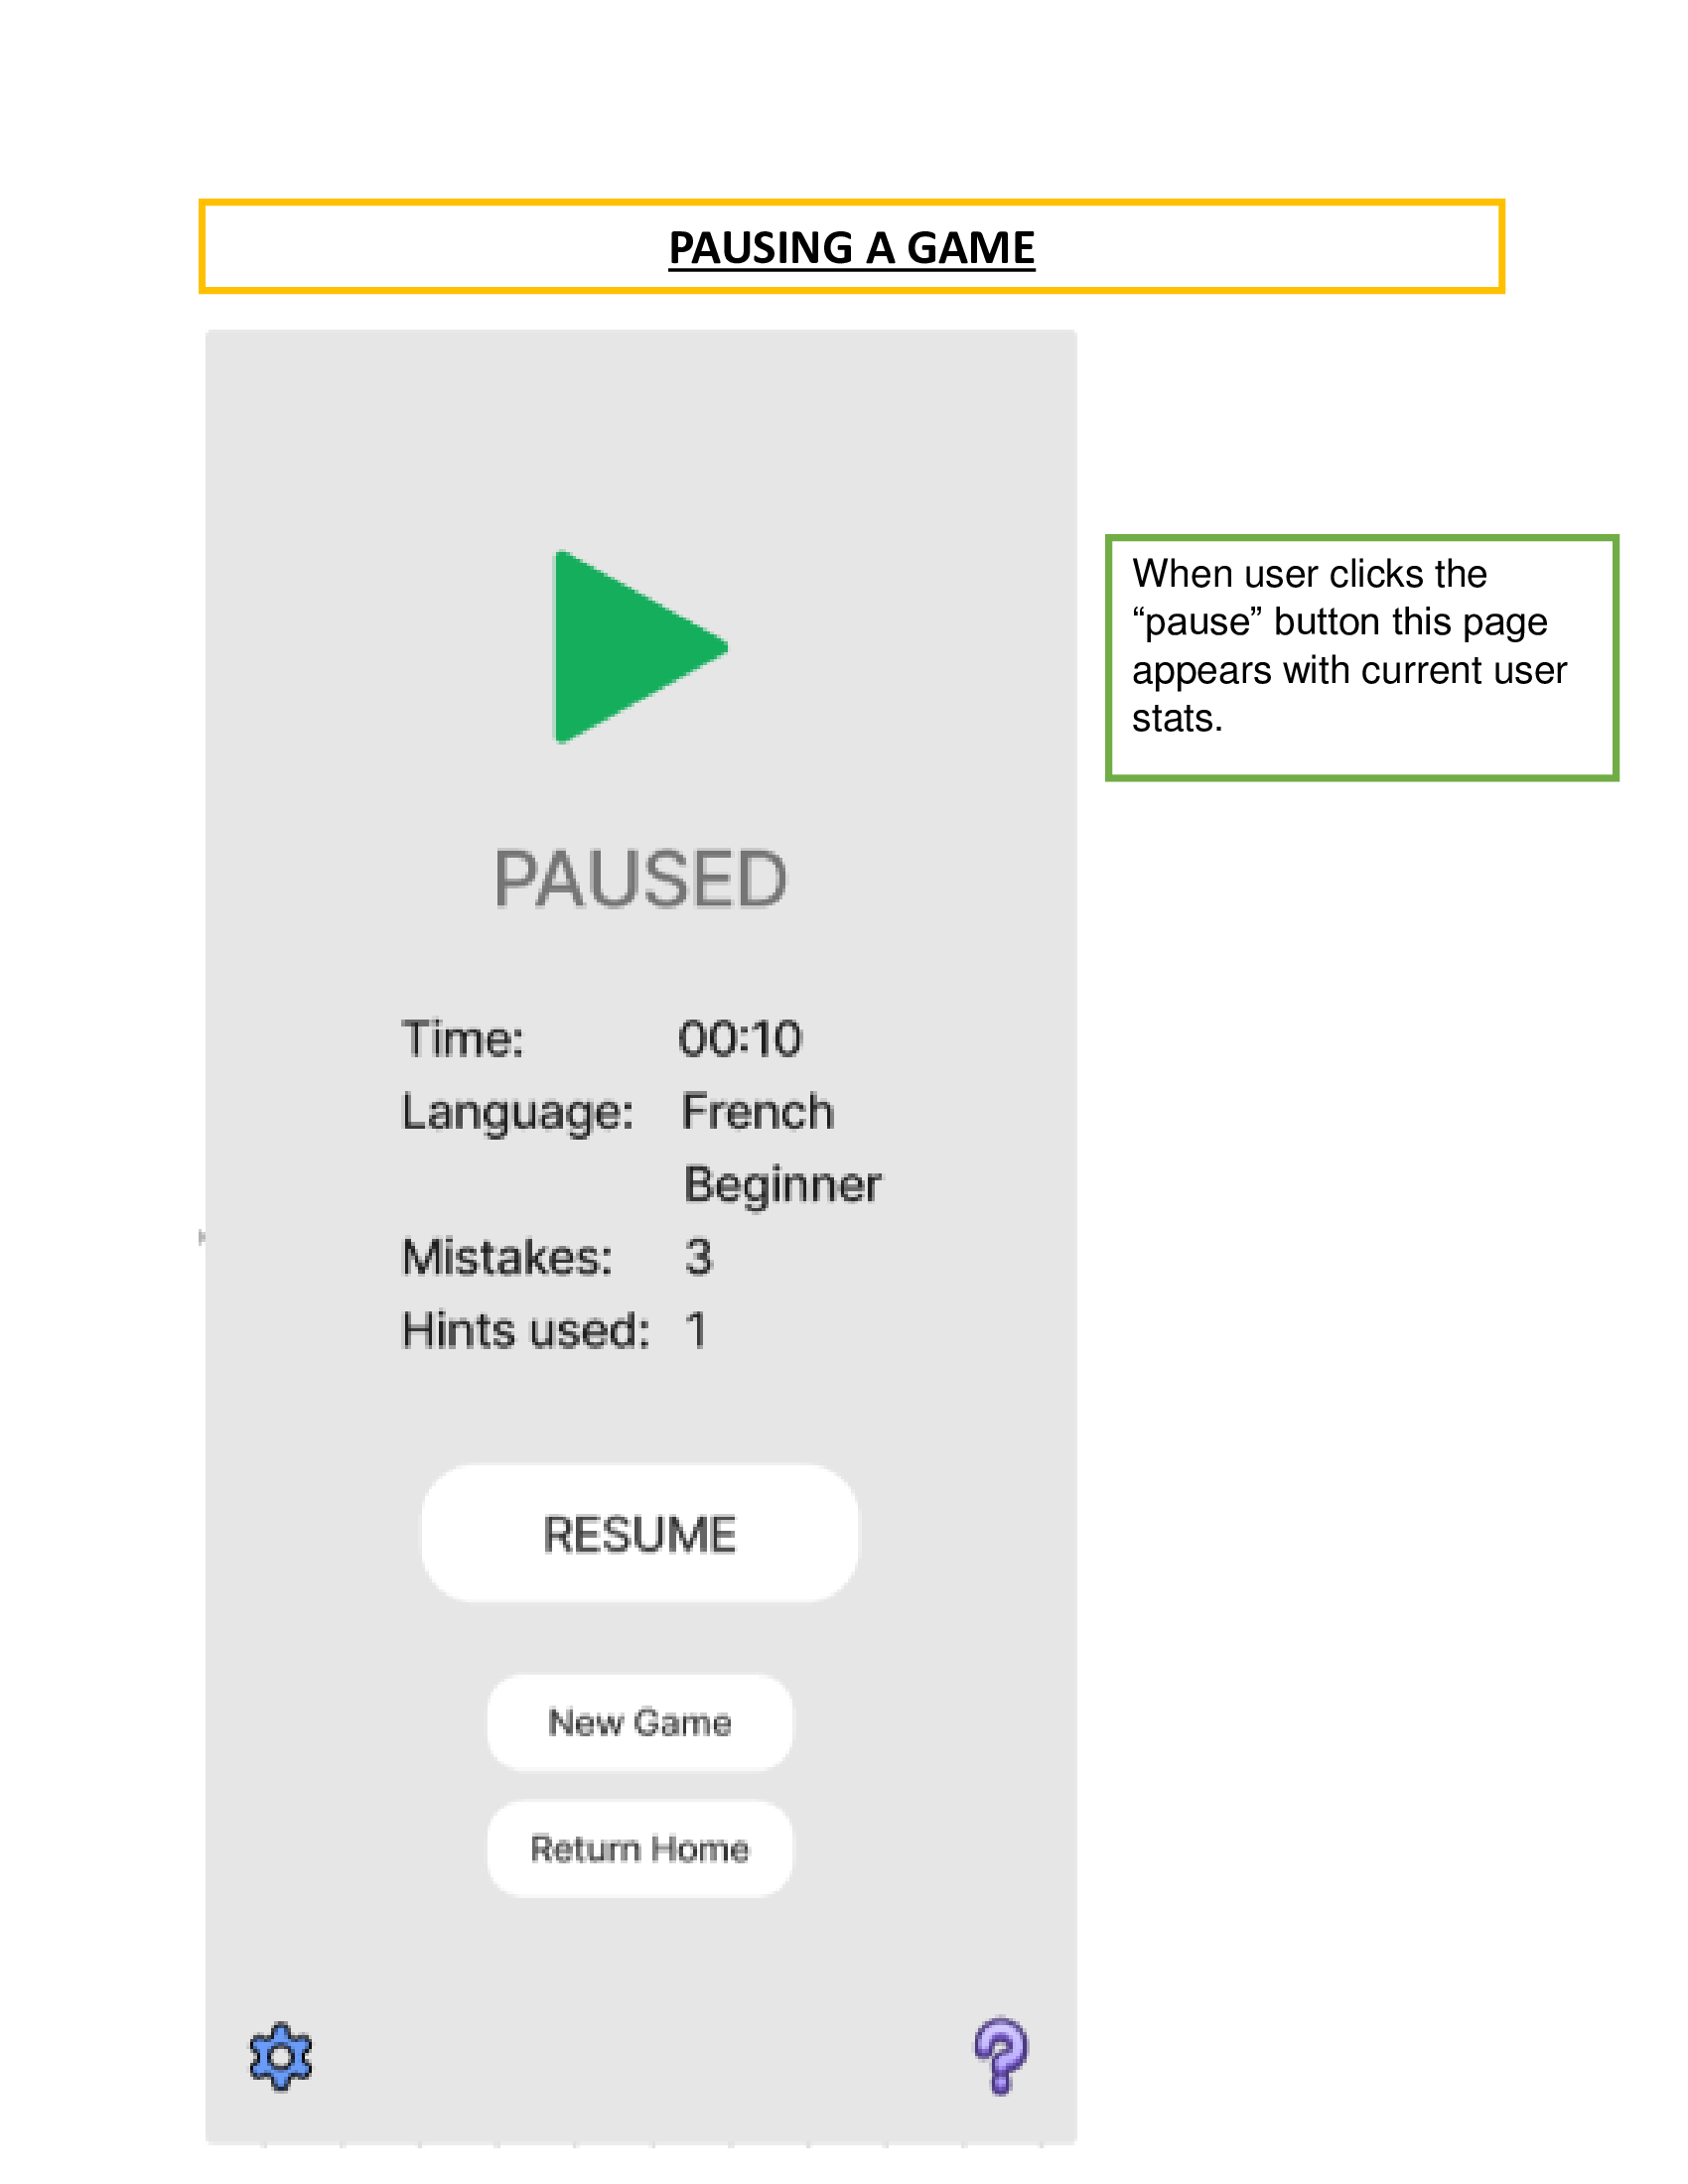 PAUSING A GAME
When user clicks the
“pause” button this page
appears with current user
stats.
PAUSED
Time: 00:10
Language: French
Beginner
Mistakes: 3
Hints used: 1
RESUME
New Game
Return Home